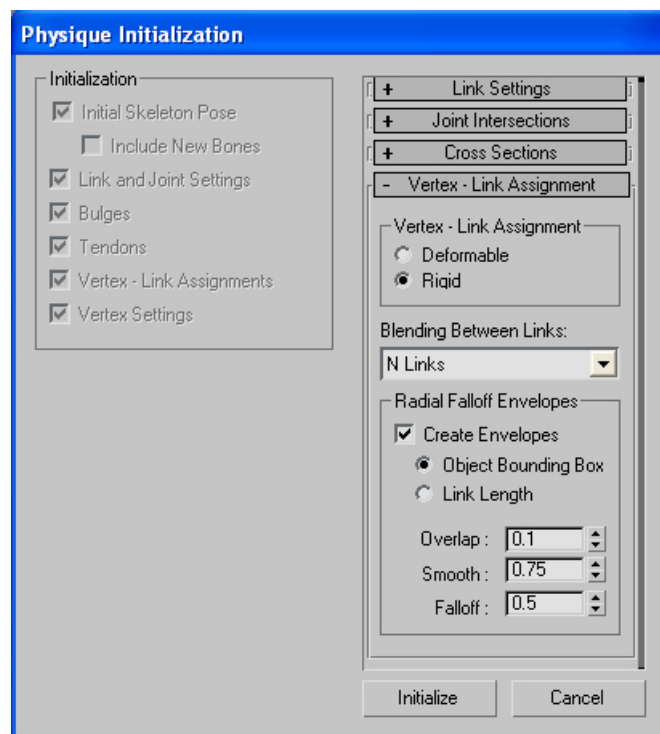 Physique Initialization
Initialization
Initial Skeleton Pose
Include New Bones
Link and Joint Settings
Bulges
Tendons
Vertex - Link Assignments
Vertex Settings
+ Link Settings
+ Joint Intersections
+ Cross Sections
- Vertex - Link Assignment
Vertex - Link Assignment
Deformable
Rigid
Blending Between Links:
N Links
Radial Falloff Envelopes
Create Envelopes
Object Bounding Box
Link Length
Overlap : 0.1
Smooth : 0.75
Falloff : 0.5
Initialize Cancel